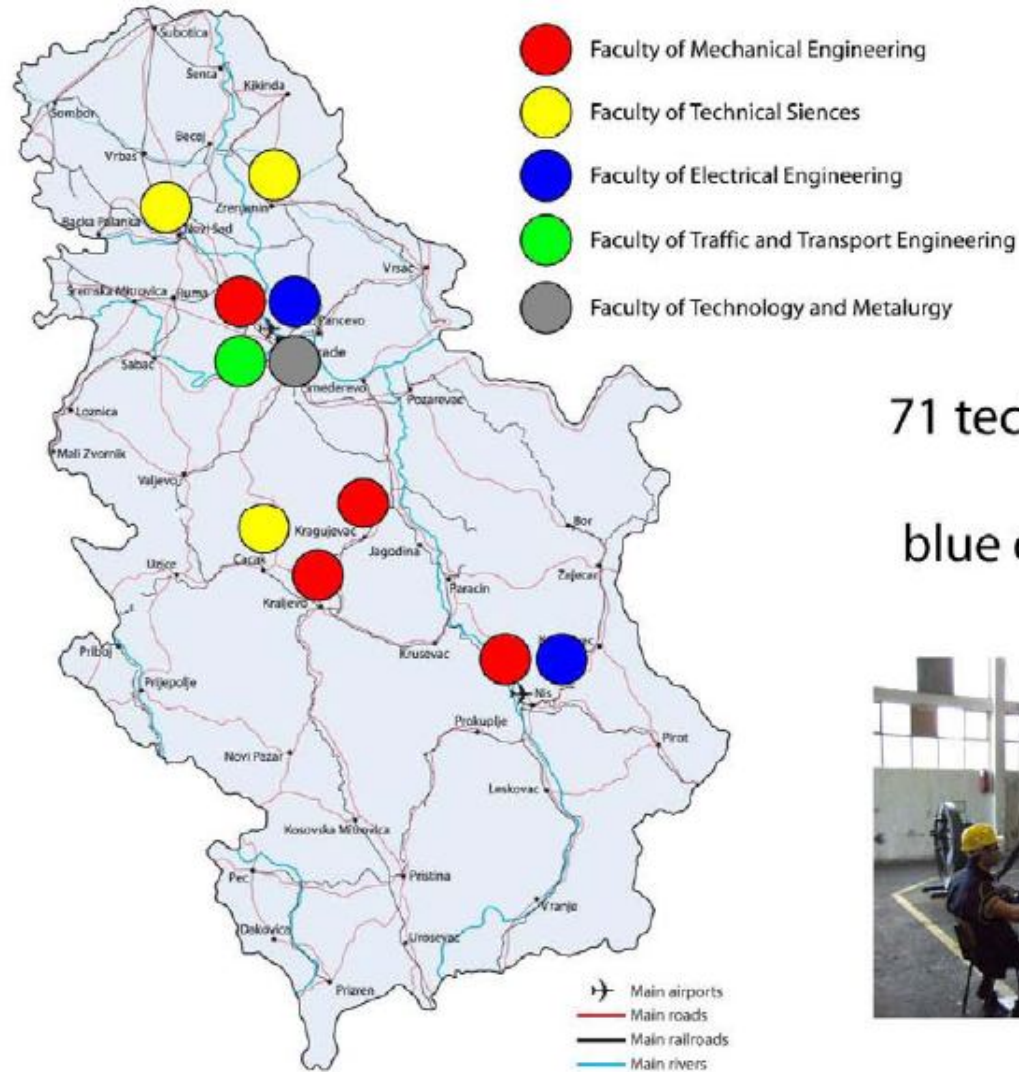 Faculty of Mechanical Engineering
Faculty of Technical Siences
Faculty of Electrical Engineering
Faculty of Traffic and Transport Engineering
Faculty of Technology and Metalurgy
71 tec
blue
Subotica
Senta
Kikinda
Sombor
Becej
Vrbas
Zrenjanin
Backa Palanka
Novi Sad
Vrsac
Sremska Mitrovica
Ruma
Pancevo
Sabac
Smederevo
Pozarevac
Loznica
Mali Zvornik
Valjevo
Bor
Kragujevac
Jagodina
Uzice
Cacak
Zajecar
Paracin
Kraljevo
Krusevac
Priboj
Prijepolje
Nis
Prokuplje
Pirot
Novi Pazar
Leskovac
Kosovska Mitrovica
Pec
Pristina
Vranje
Dakovica
Urosevac
Prizren
Main airports
Main roads
Main railroads
Main rivers